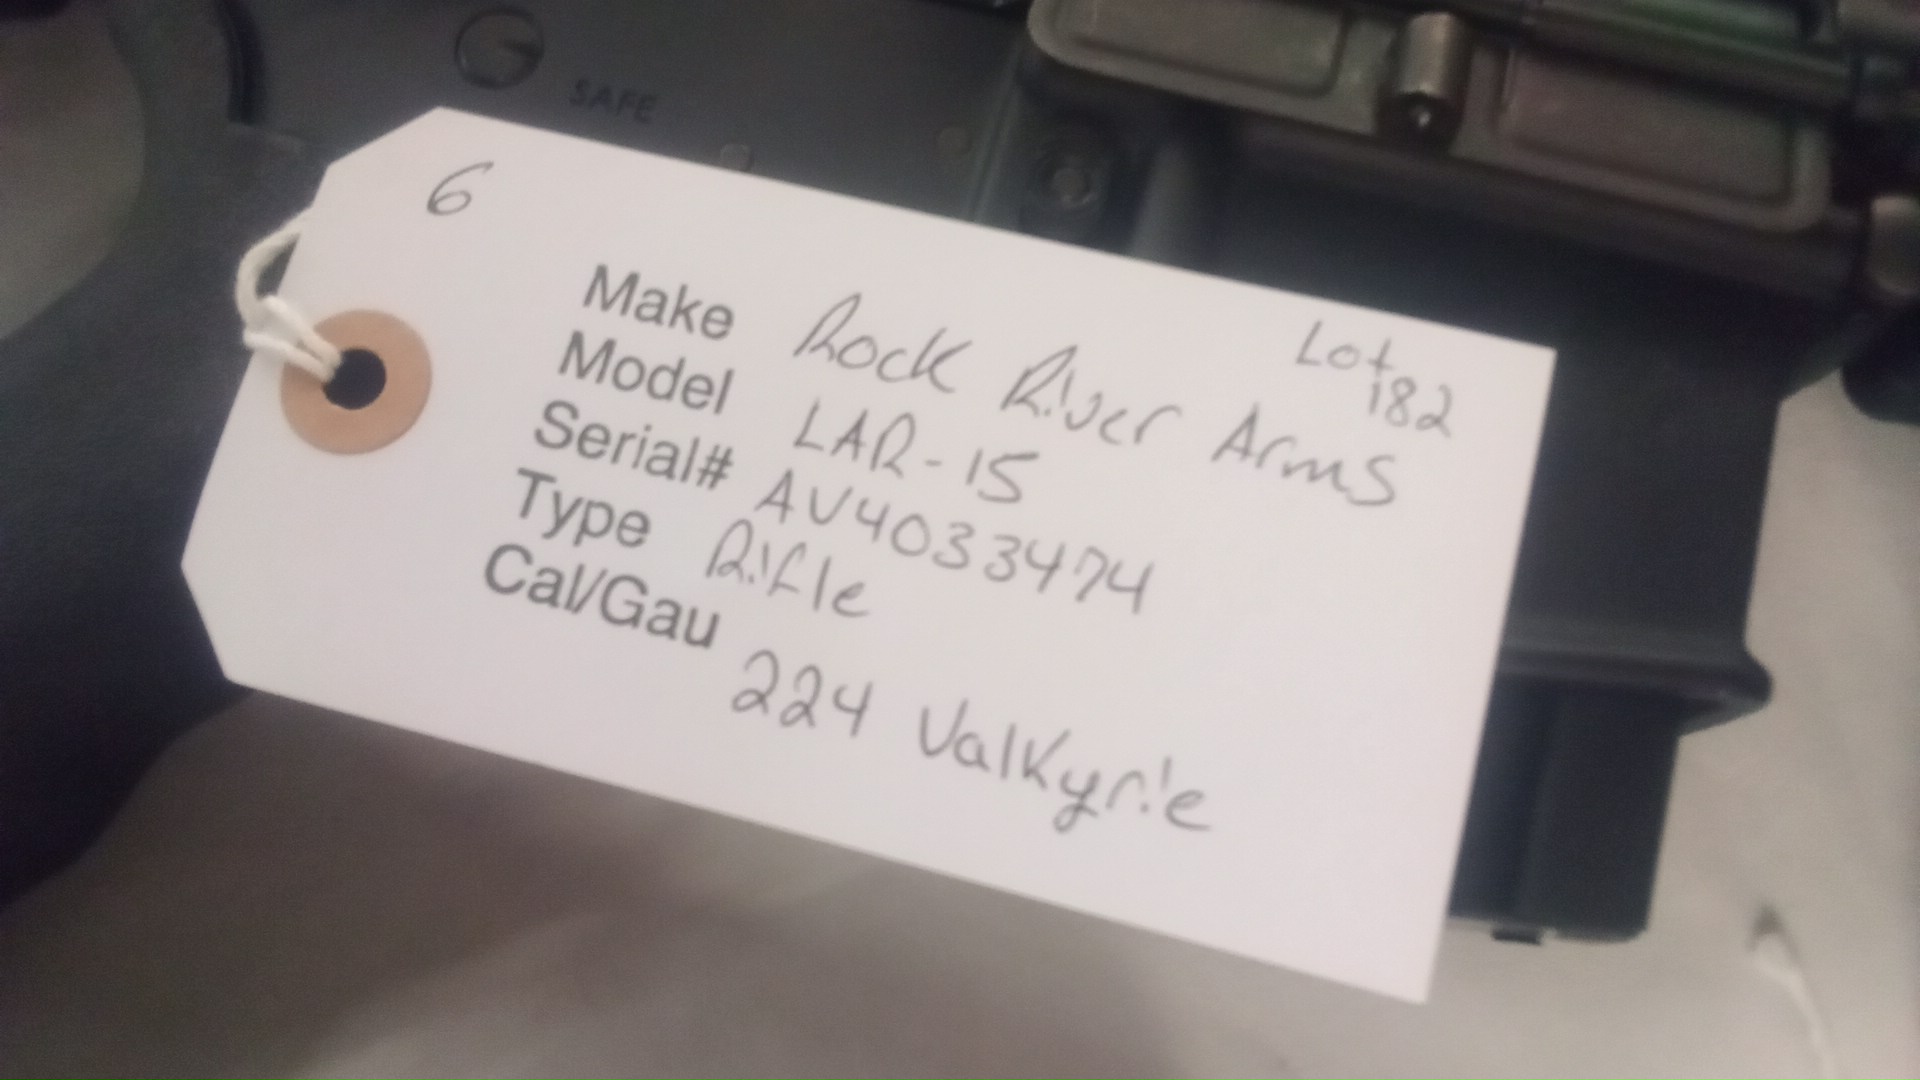 SAFE
6
Lot
182
Make Rock River Arms
Model LAR-15
Serial# AV4033474
Type Rifle
Cal/Gau
224 Valkyrie